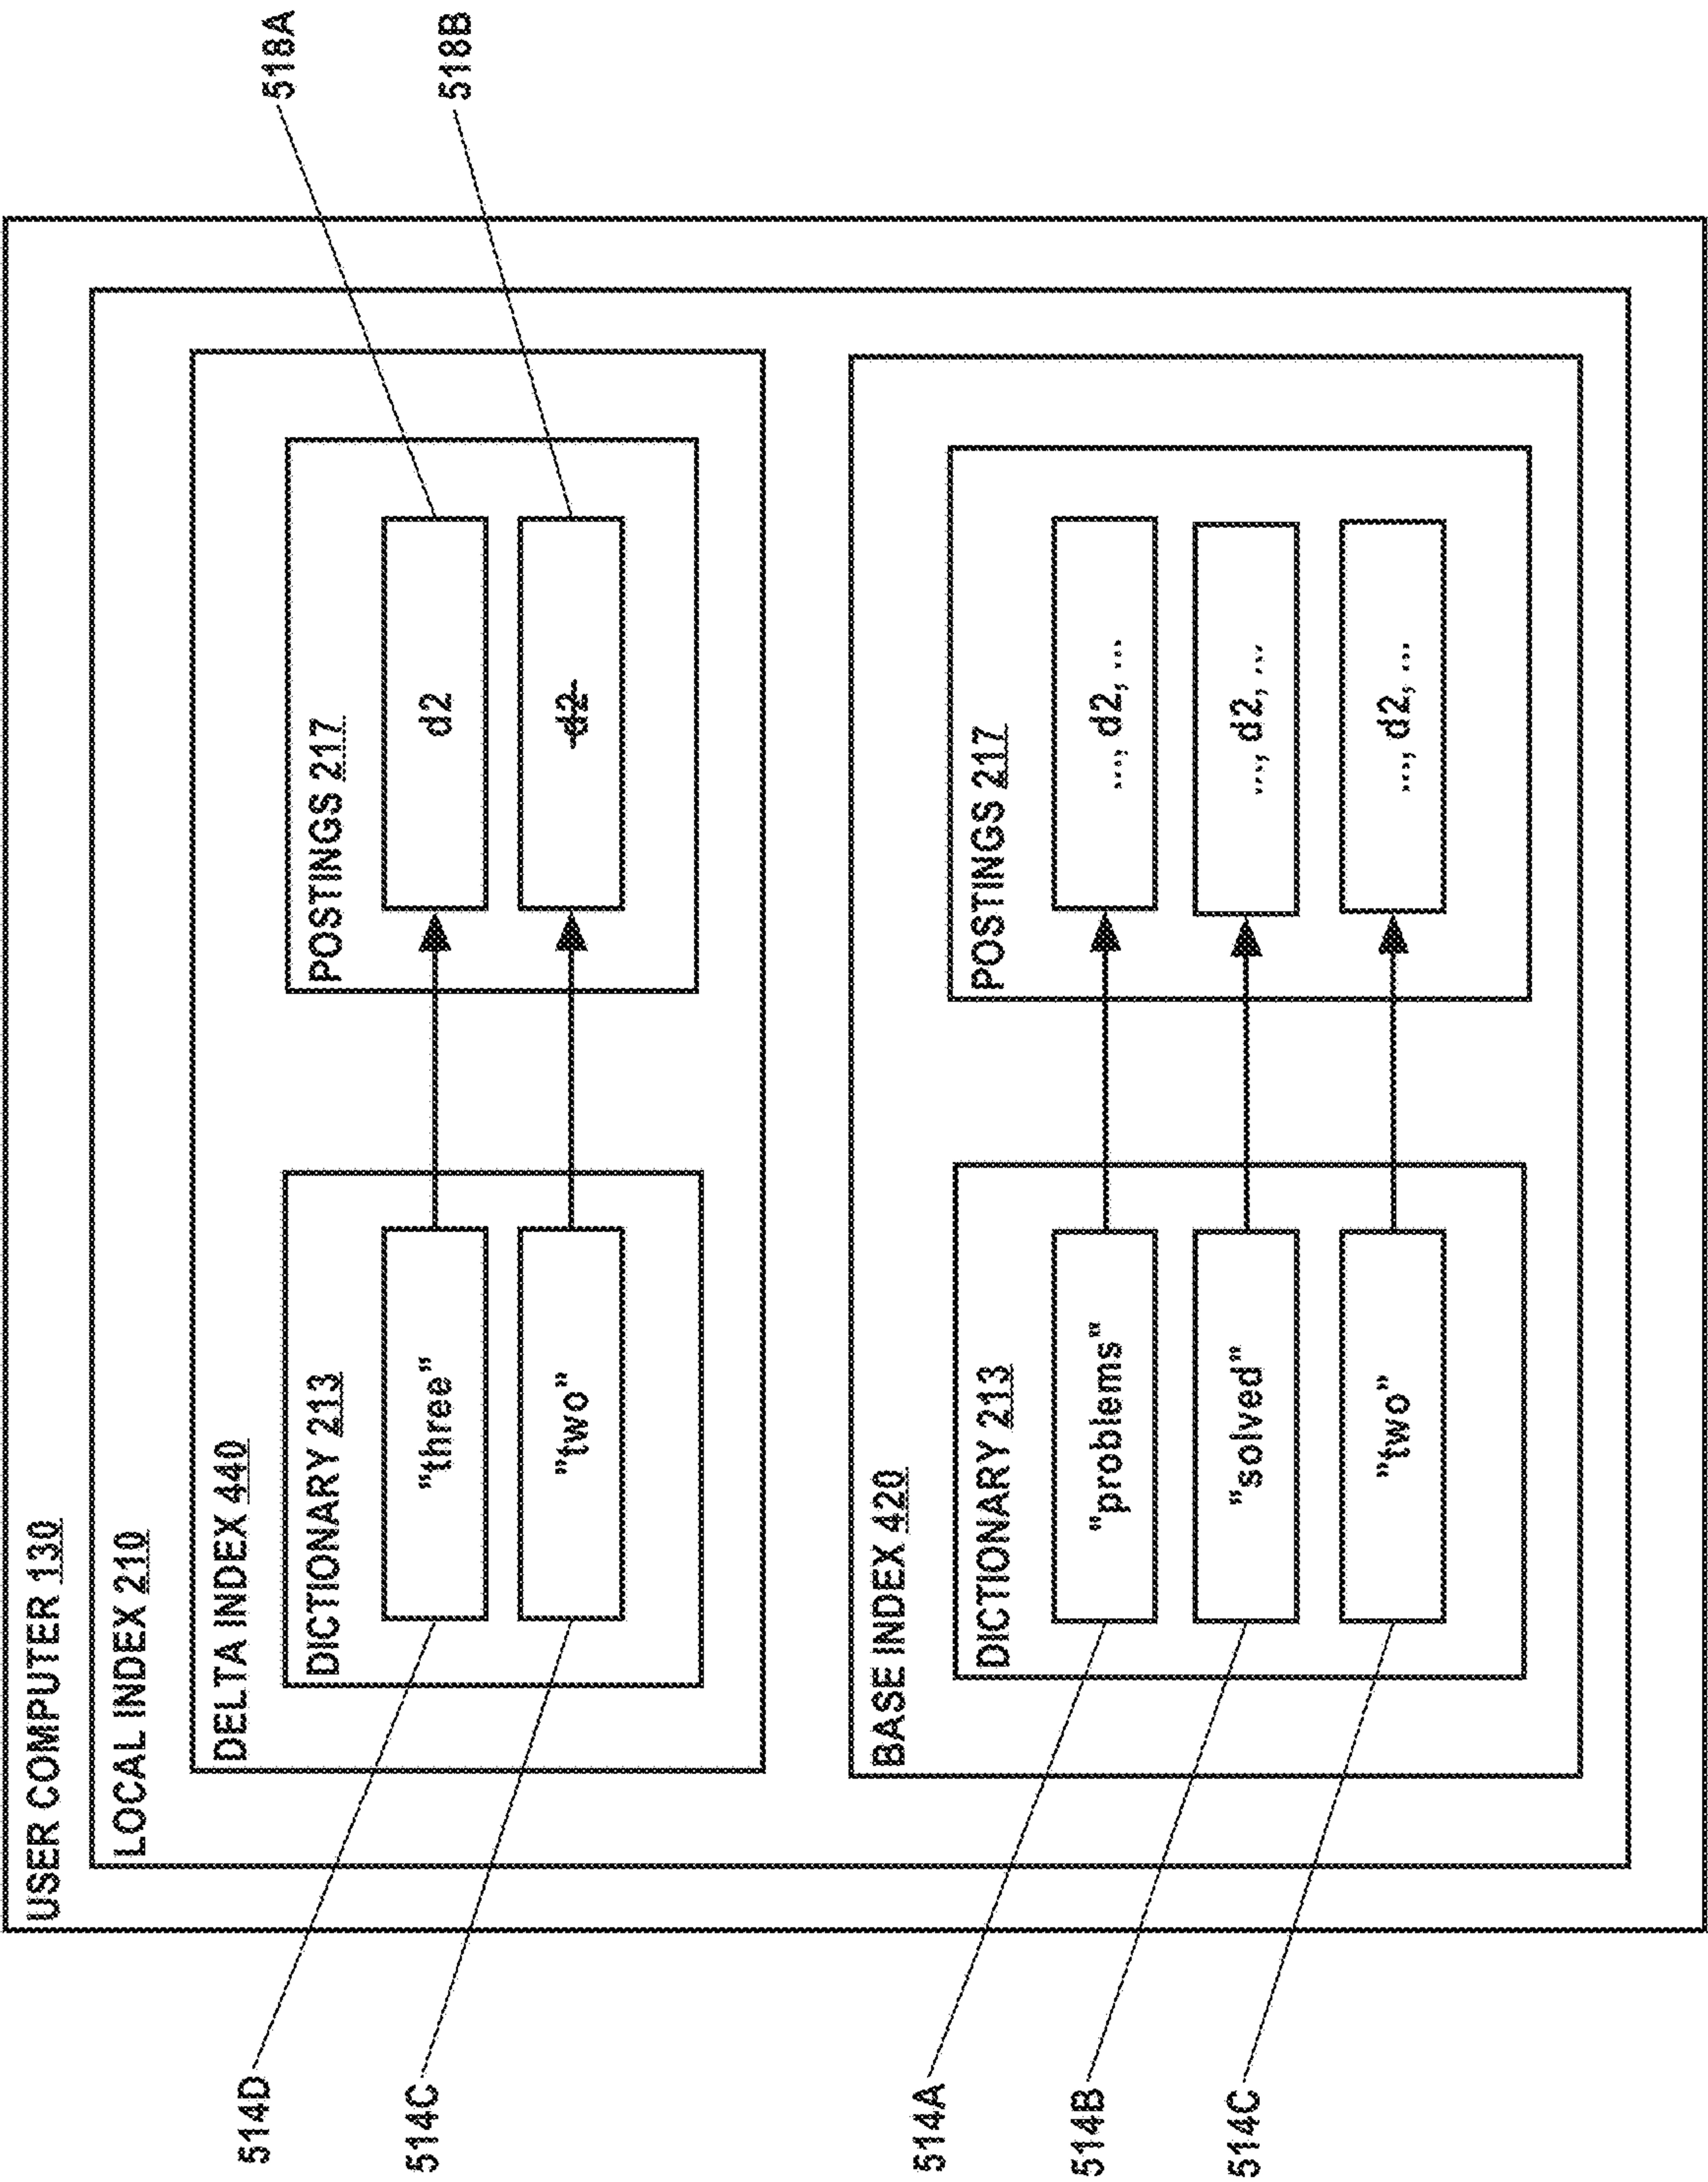 USER COMPUTER 130
LOCAL INDEX 210
DELTA INDEX 440
DICTIONARY 213
POSTINGS 217
514D
"three"
d2
518A
514C
"two"
d2
518B
BASE INDEX 420
DICTIONARY 213
POSTINGS 217
514A
"problems"
..., d2, ...
514B
"solved"
..., d2, ...
514C
"two"
..., d2, ...